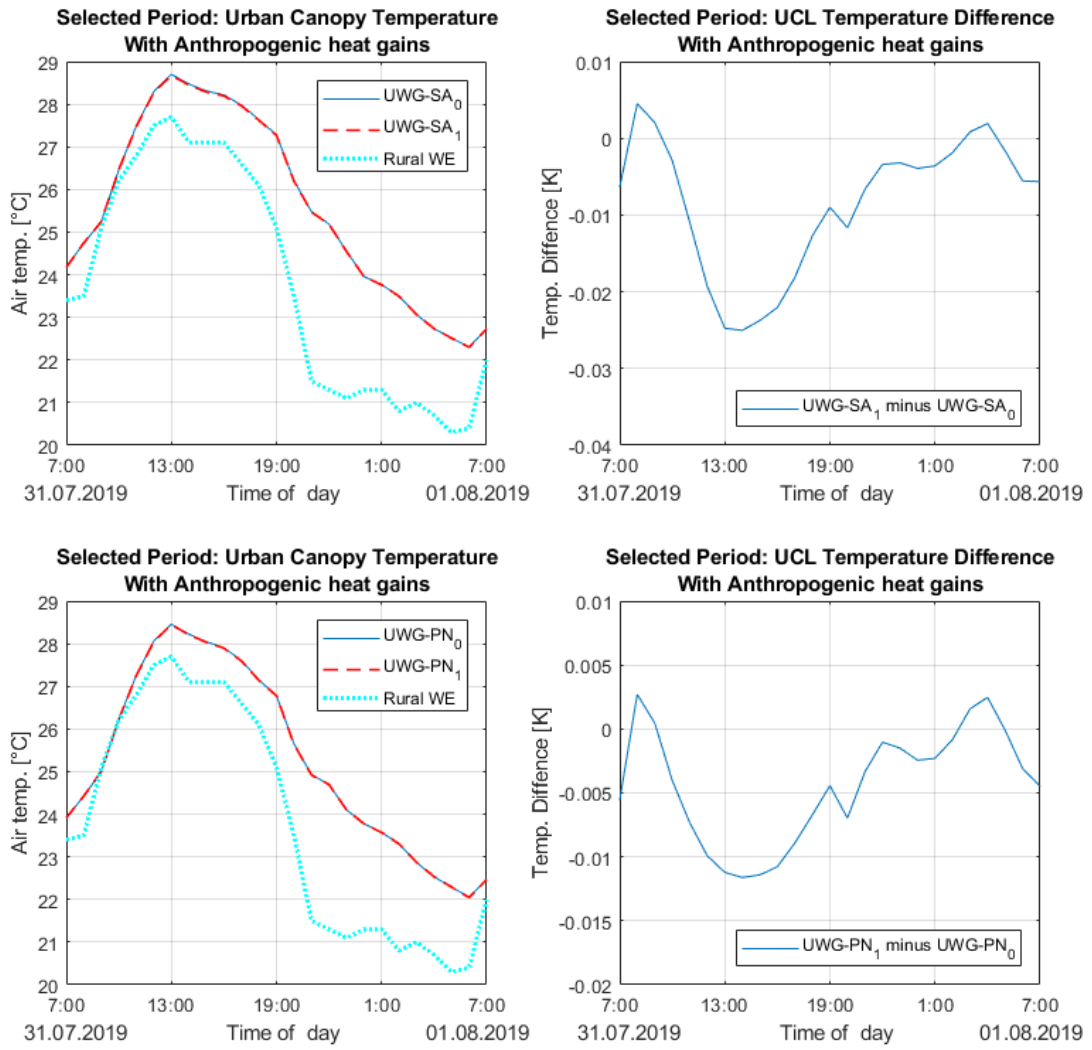 Selected Period: Urban Canopy Temperature
With Anthropogenic heat gains
29
28
27
26
25
24
23
22
21
20
Air temp. [°C]
UWG-SA0
UWG-SA1
Rural WE
7:00 13:00 19:00 1:00 7:00
31.07.2019 Time of day 01.08.2019
Selected Period: UCL Temperature Difference
With Anthropogenic heat gains
0.01
0
-0.01
-0.02
-0.03
-0.04
Temp. Diffence [K]
UWG-SA1 minus UWG-SA0
7:00 13:00 19:00 1:00 7:00
31.07.2019 Time of day 01.08.2019
Selected Period: Urban Canopy Temperature
With Anthropogenic heat gains
29
28
27
26
25
24
23
22
21
20
Air temp. [°C]
UWG-PN0
UWG-PN1
Rural WE
7:00 13:00 19:00 1:00 7:00
31.07.2019 Time of day 01.08.2019
Selected Period: UCL Temperature Difference
With Anthropogenic heat gains
0.01
0.005
0
-0.005
-0.01
-0.015
-0.02
Temp. Diffence [K]
UWG-PN1 minus UWG-PN0
7:00 13:00 19:00 1:00 7:00
31.07.2019 Time of day 01.08.2019